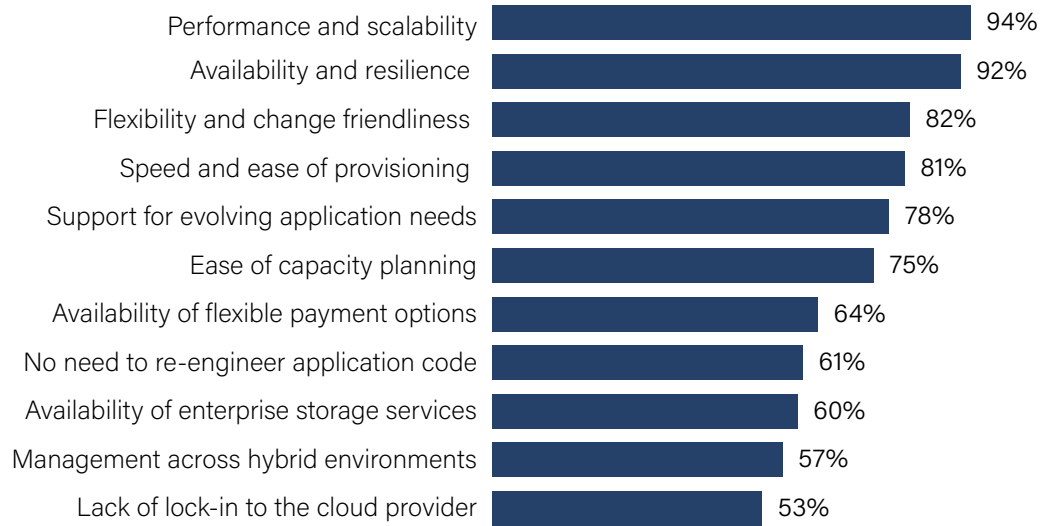 Performance and scalability 94%
Availability and resilience 92%
Flexibility and change friendliness 82%
Speed and ease of provisioning 81%
Support for evolving application needs 78%
Ease of capacity planning 75%
Availability of flexible payment options 64%
No need to re-engineer application code 61%
Availability of enterprise storage services 60%
Management across hybrid environments 57%
Lack of lock-in to the cloud provider 53%